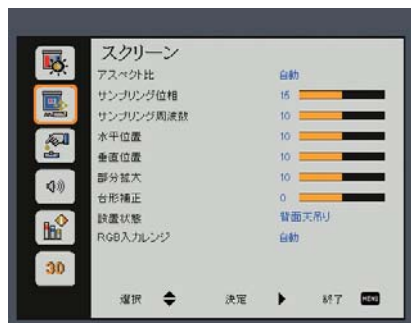 スクリーン
アスペクト比 自動
サンプリング位相 15
サンプリング周波数 10
水平位置 10
垂直位置 10
部分拡大 10
台形補正 0
設置状態 背面天吊り
RGB入力レンジ 自動
3D
選択 決定 終了 MENU